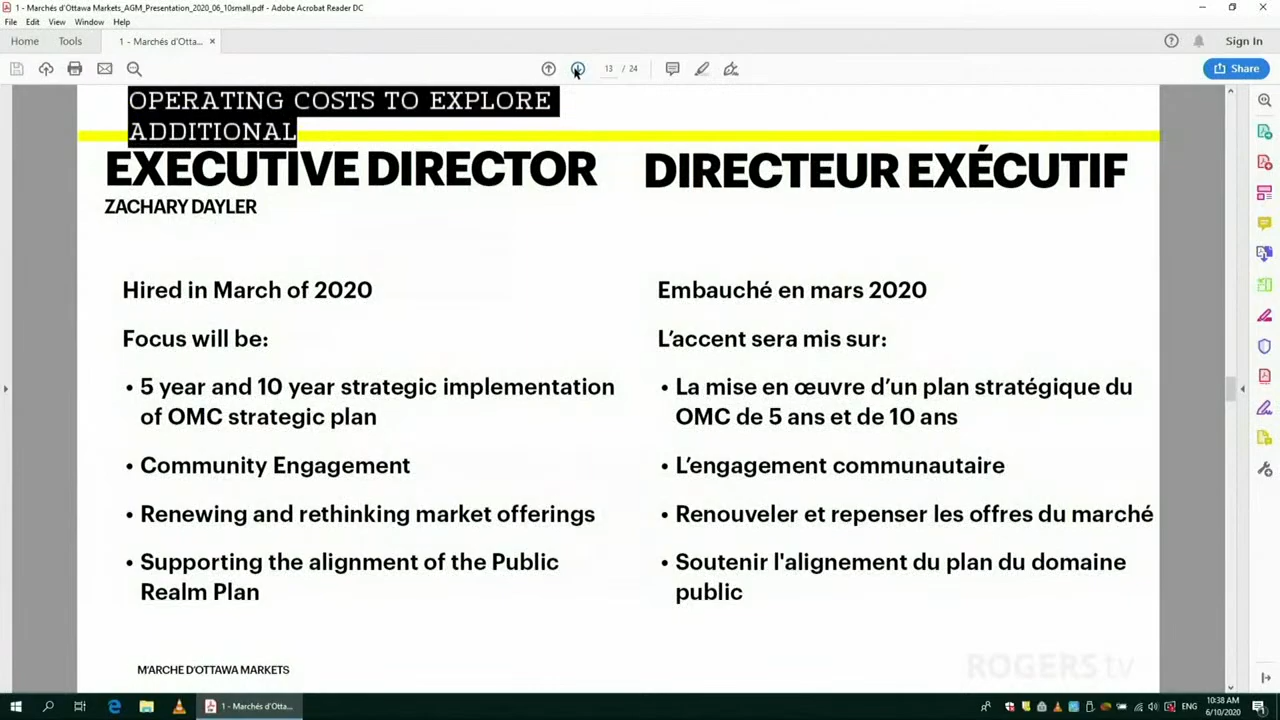 1 - Marchés d'Ottawa Markets_AGM_Presentation_2020_06_10small.pdf - Adobe Acrobat Reader DC
File Edit View Window Help
Home Tools 1 - Marchés d'Otta... × Sign In
13 / 24 Share
OPERATING COSTS TO EXPLORE
ADDITIONAL
EXECUTIVE DIRECTOR
ZACHARY DAYLER
Hired in March of 2020
Focus will be:
• 5 year and 10 year strategic implementation
of OMC strategic plan
• Community Engagement
• Renewing and rethinking market offerings
• Supporting the alignment of the Public
Realm Plan
DIRECTEUR EXÉCUTIF
Embauché en mars 2020
L'accent sera mis sur:
• La mise en œuvre d'un plan stratégique du
OMC de 5 ans et de 10 ans
• L'engagement communautaire
• Renouveler et repenser les offres du marché
• Soutenir l'alignement du plan du domaine
public
M'ARCHE D'OTTAWA MARKETS
ROGERS tv
1 - Marchés d'Otta...
ENG
10:38 AM
6/10/2020